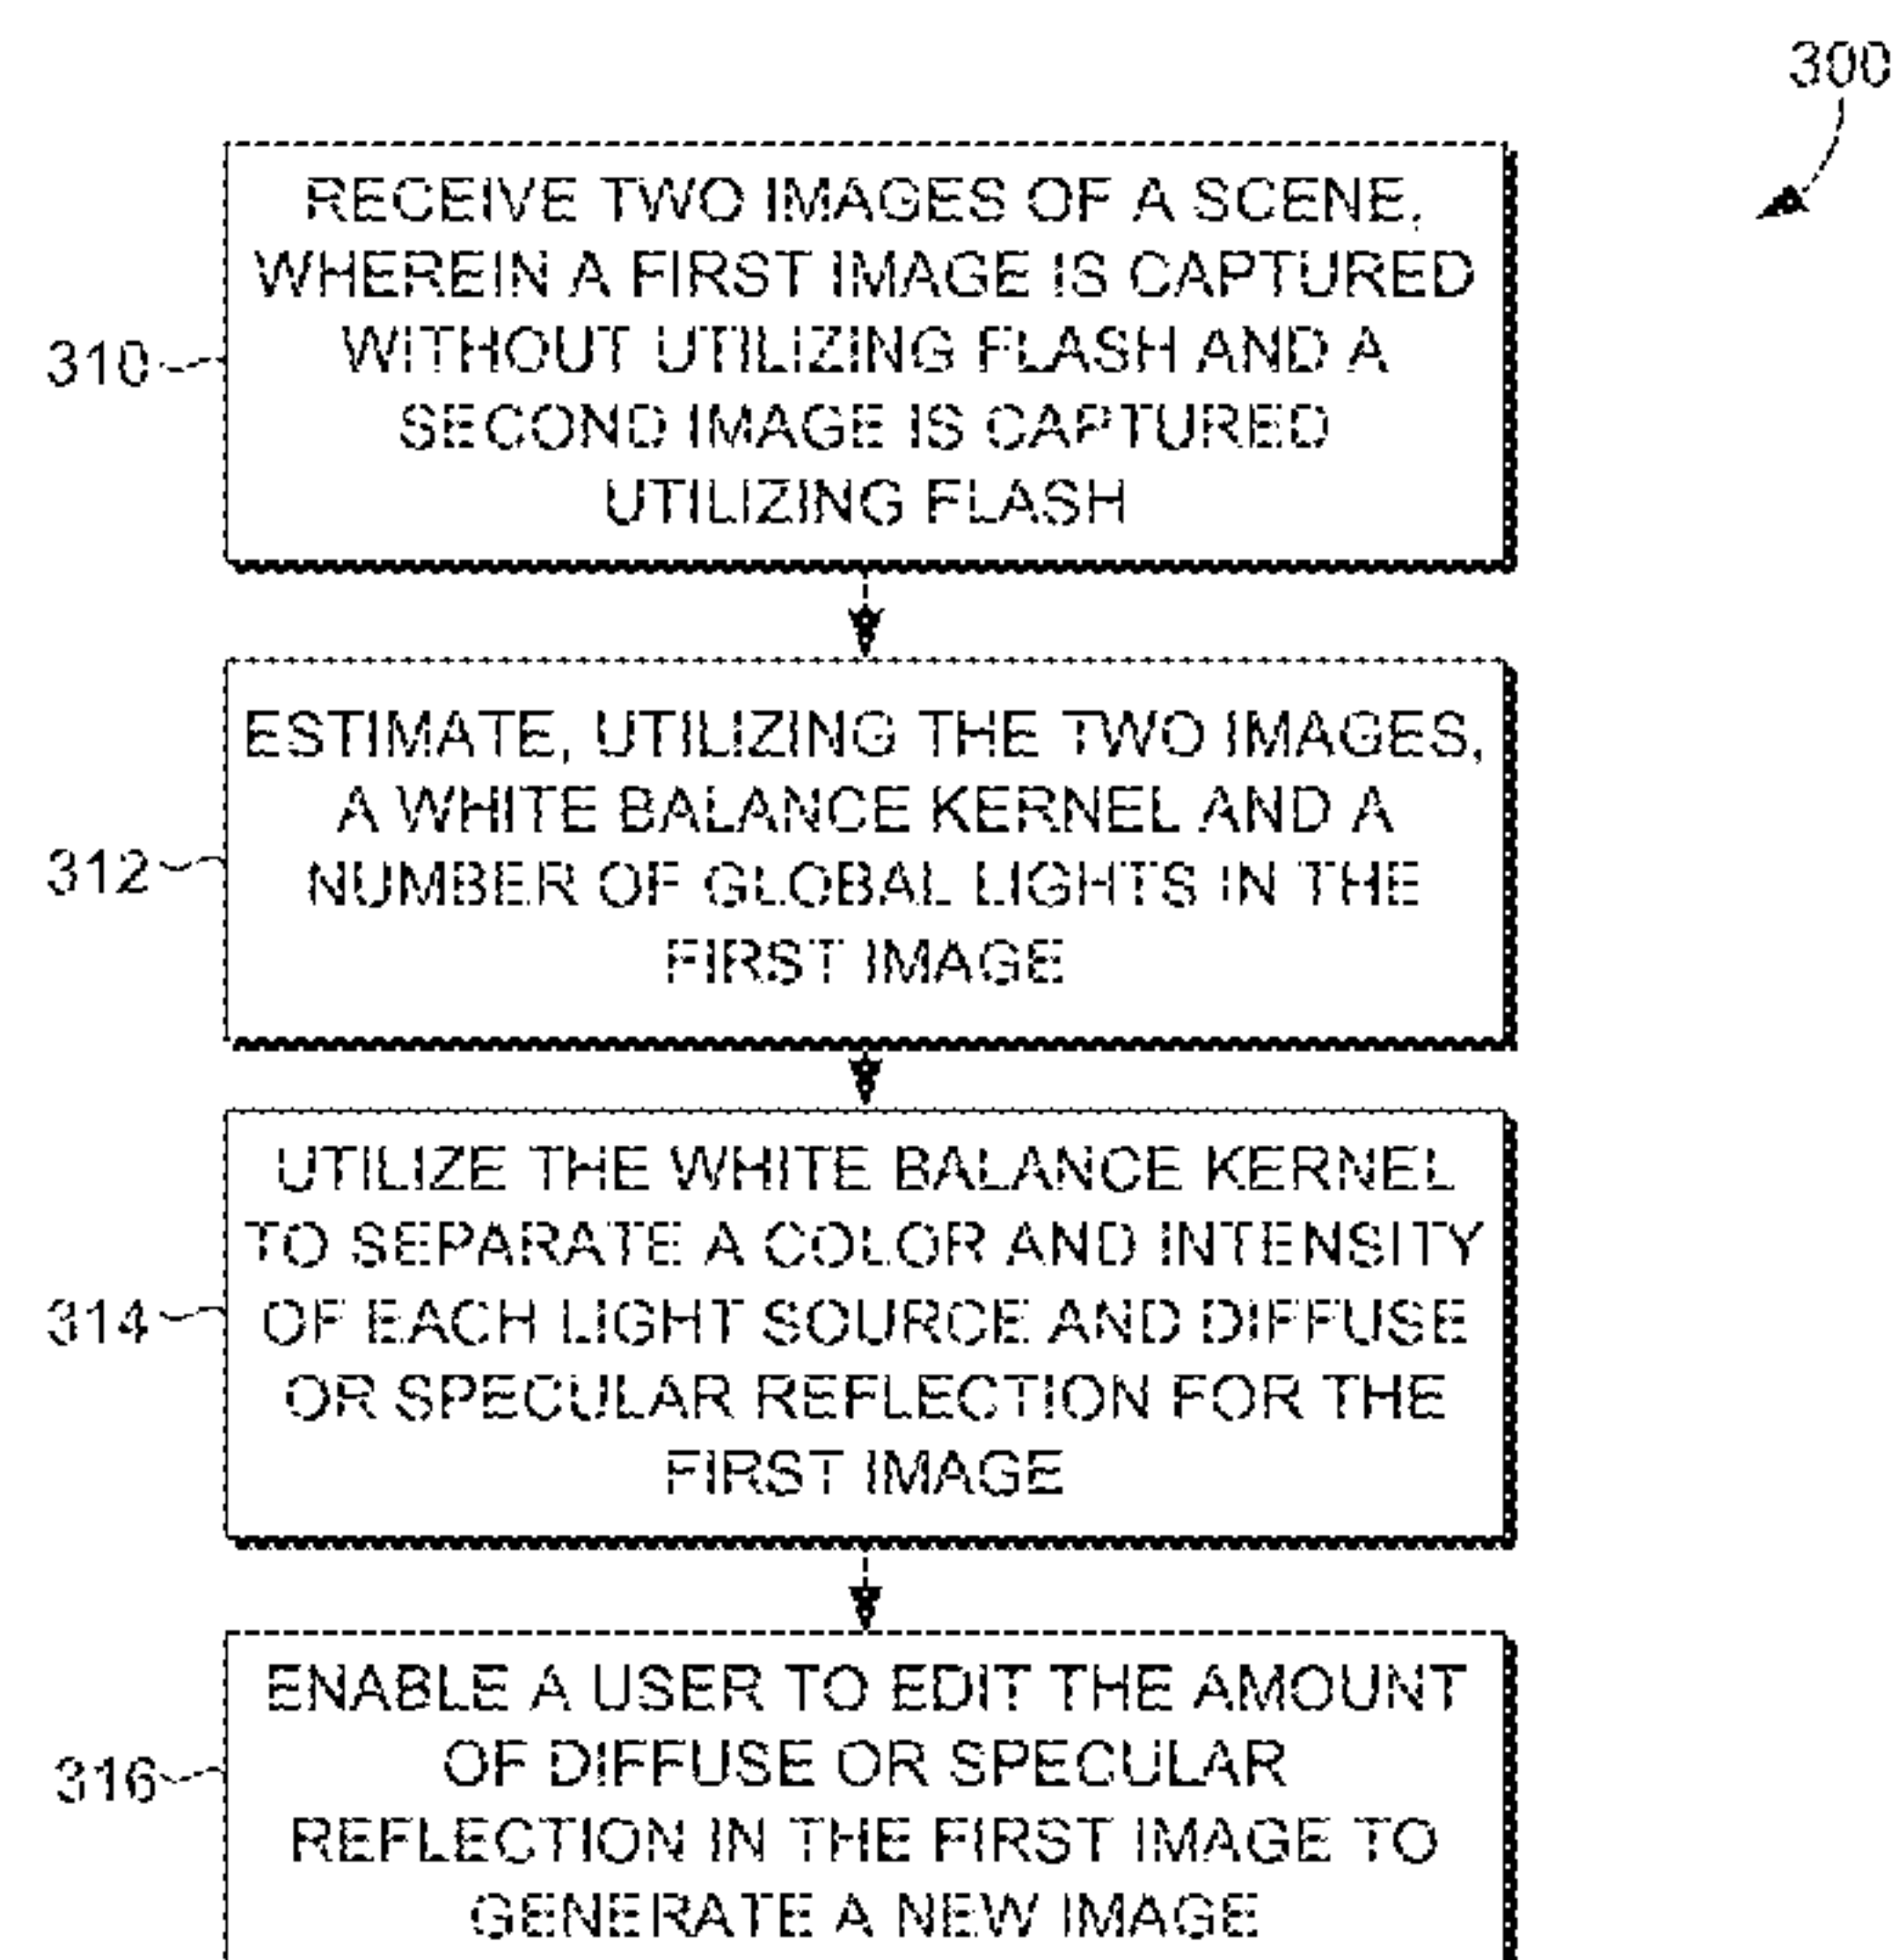 300
RECEIVE TWO IMAGES OF A SCENE,
WHEREIN A FIRST IMAGE IS CAPTURED
WITHOUT UTILIZING FLASH AND A
SECOND IMAGE IS CAPTURED
UTILIZING FLASH
310
ESTIMATE, UTILIZING THE TWO IMAGES,
A WHITE BALANCE KERNEL AND A
NUMBER OF GLOBAL LIGHTS IN THE
FIRST IMAGE
312
UTILIZE THE WHITE BALANCE KERNEL
TO SEPARATE A COLOR AND INTENSITY
OF EACH LIGHT SOURCE AND DIFFUSE
OR SPECULAR REFLECTION FOR THE
FIRST IMAGE
314
ENABLE A USER TO EDIT THE AMOUNT
OF DIFFUSE OR SPECULAR
REFLECTION IN THE FIRST IMAGE TO
GENERATE A NEW IMAGE
316